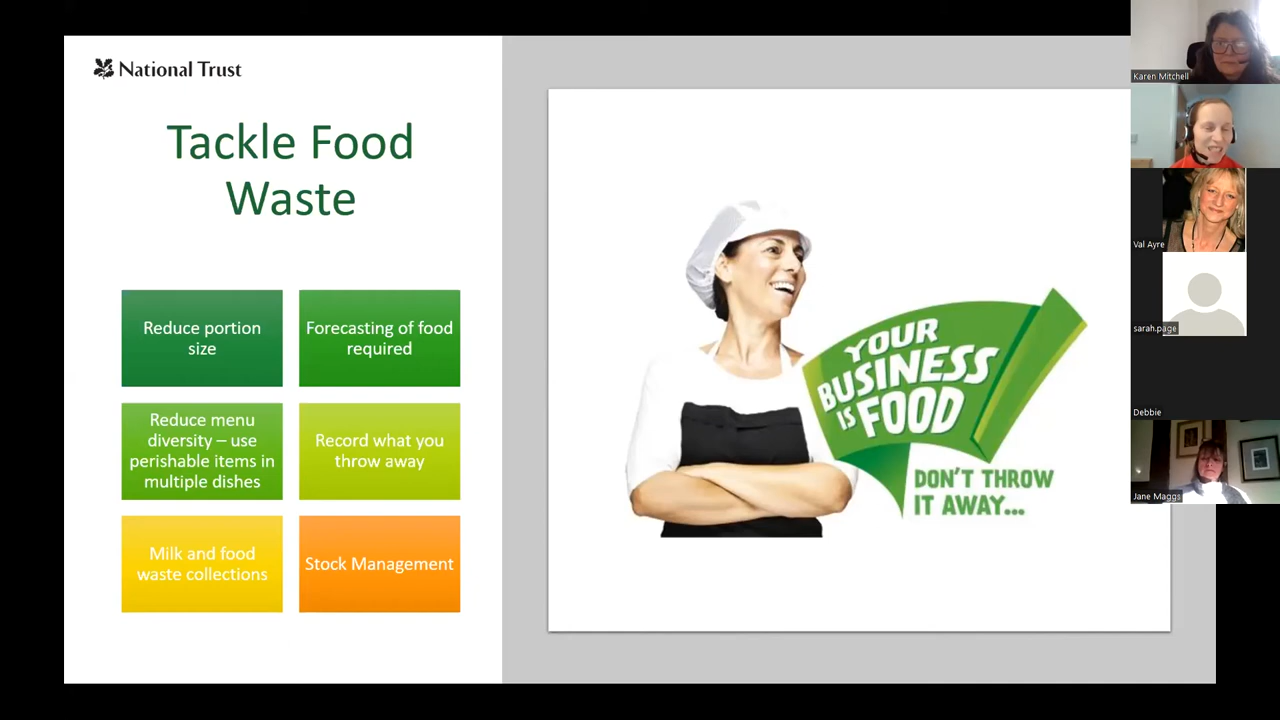 National Trust
Tackle Food
Waste
Reduce portion
size
Forecasting of food
required
Reduce menu
diversity – use
perishable items in
multiple dishes
Record what you
throw away
Milk and food
waste collections
Stock Management
YOUR
BUSINESS
IS FOOD
DON'T THROW
IT AWAY...
Karen Mitchell
Val Ayre
sarah.page
Debbie
Jane Maggs